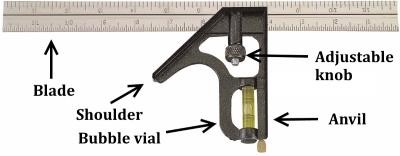 Adjustable
knob
Blade
Shoulder
Bubble vial
Anvil